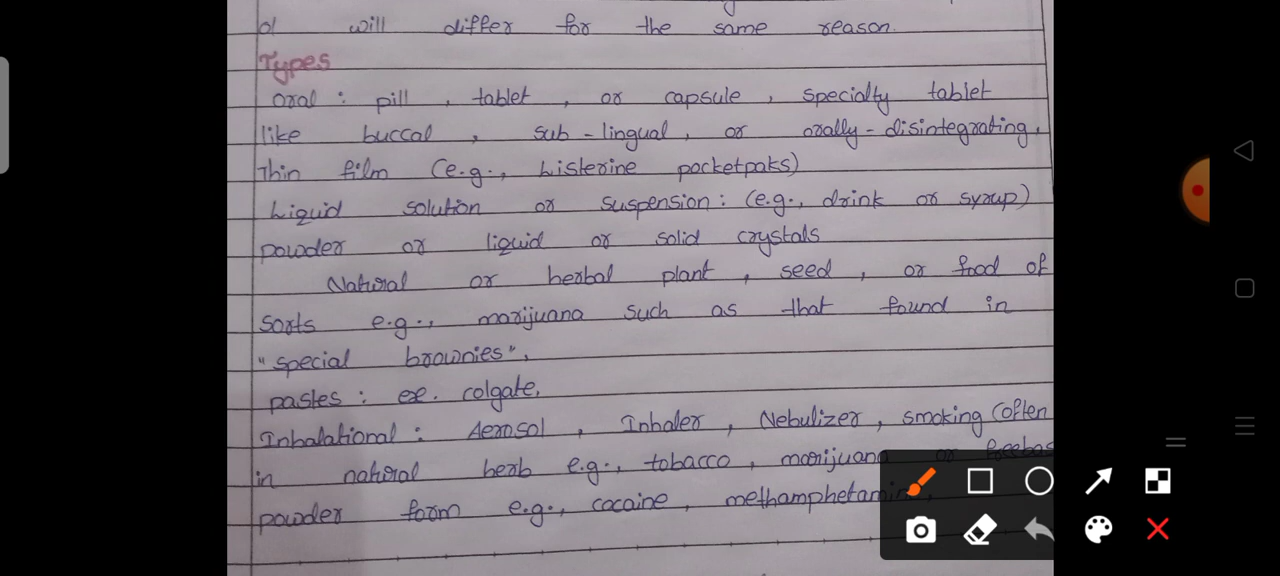 ol will differ for the same reason.
Types
oral : pill , tablet , or capsule , specialty tablet
like buccal , sub-lingual, or orally-disintegrating,
thin film (e.g., Listerine pocketpaks)
Liquid solution or suspension: (e.g., drink or syrup)
powder or liquid or solid crystals
Natural or herbal plant , seed , or food of
sorts e.g., marijuana such as that found in
"special brownies",
pastes : ex. colgate,
Inhalational : Aerosol , Inhaler , Nebulizer , smoking (often
in natural herb e.g., tobacco, marijuana or freebas
powder form e.g., cocaine , methamphetamine,